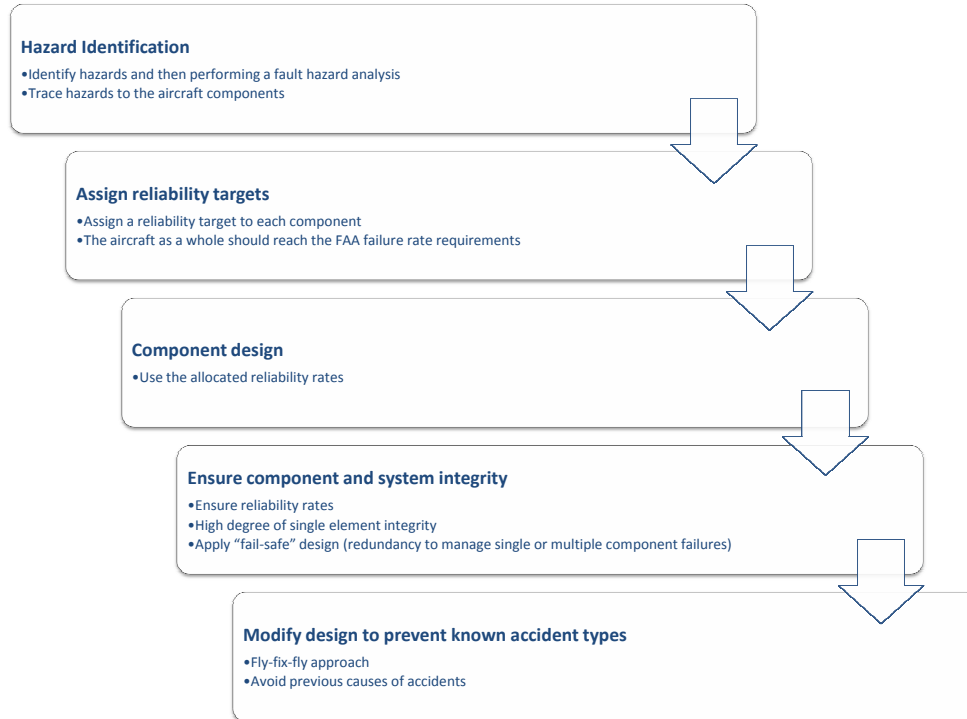 Hazard Identification
•Identify hazards and then performing a fault hazard analysis
•Trace hazards to the aircraft components
Assign reliability targets
•Assign a reliability target to each component
•The aircraft as a whole should reach the FAA failure rate requirements
Component design
•Use the allocated reliability rates
Ensure component and system integrity
•Ensure reliability rates
•High degree of single element integrity
•Apply “fail-safe” design (redundancy to manage single or multiple component failures)
Modify design to prevent known accident types
•Fly-fix-fly approach
•Avoid previous causes of accidents